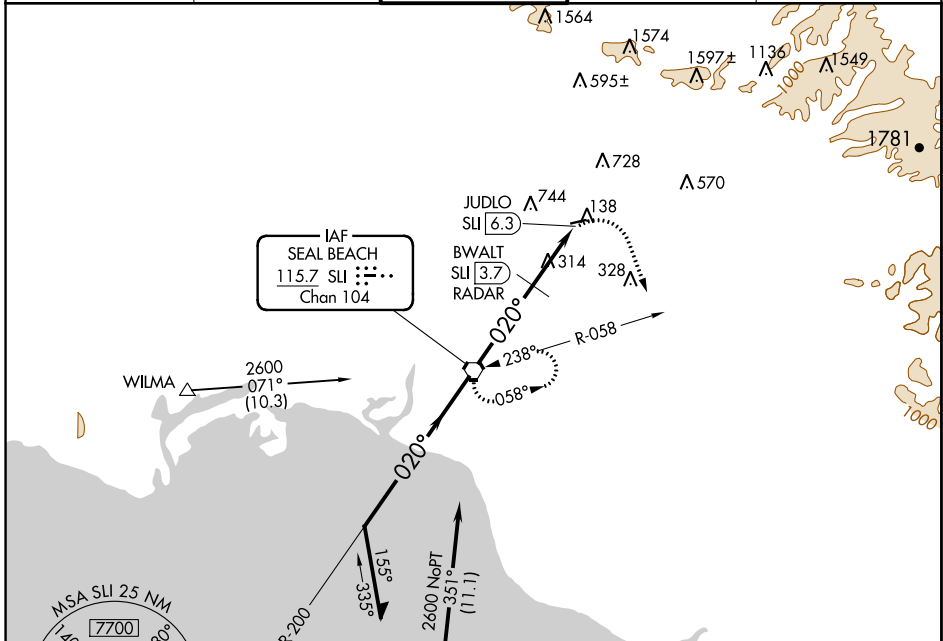 1564
1574
1597±
1136
1549
595±
1000
1781
728
570
744
JUDLO
SLI 6.3
138
IAF
SEAL BEACH
115.7 SLI
Chan 104
BWALT
SLI 3.7
RADAR
314
328
020°
R-058
238°
058°
WILMA
2600
071°
(10.3)
1000
020°
155°
335°
2600 NoPT
351°
(11.1)
R-200
MSA SLI 25 NM
7700